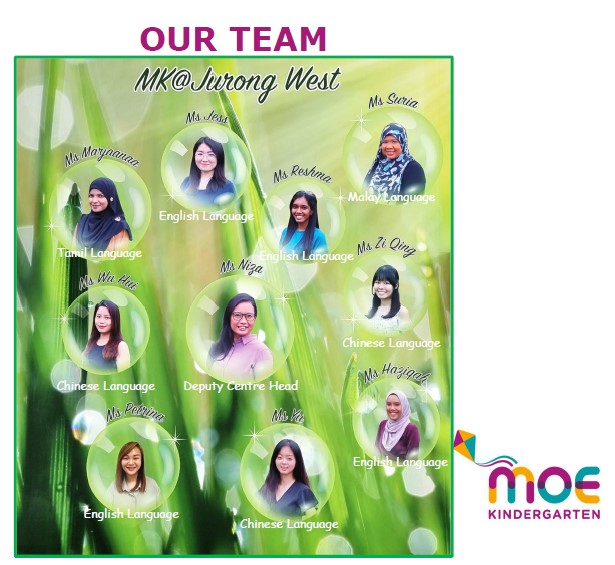 OUR TEAM
MK@Jurong West
Ms Suria
Malay Language
Ms Jess
English Language
Ms Marjaanaa
Tamil Language
Ms Reshma
English Language
Ms Zi Qing
Chinese Language
Ms Niza
Deputy Centre Head
Ms Wu Hui
Chinese Language
Ms Haziqah
English Language
Ms Petrina
English Language
Ms Yu
Chinese Language
moe
KINDERGARTEN